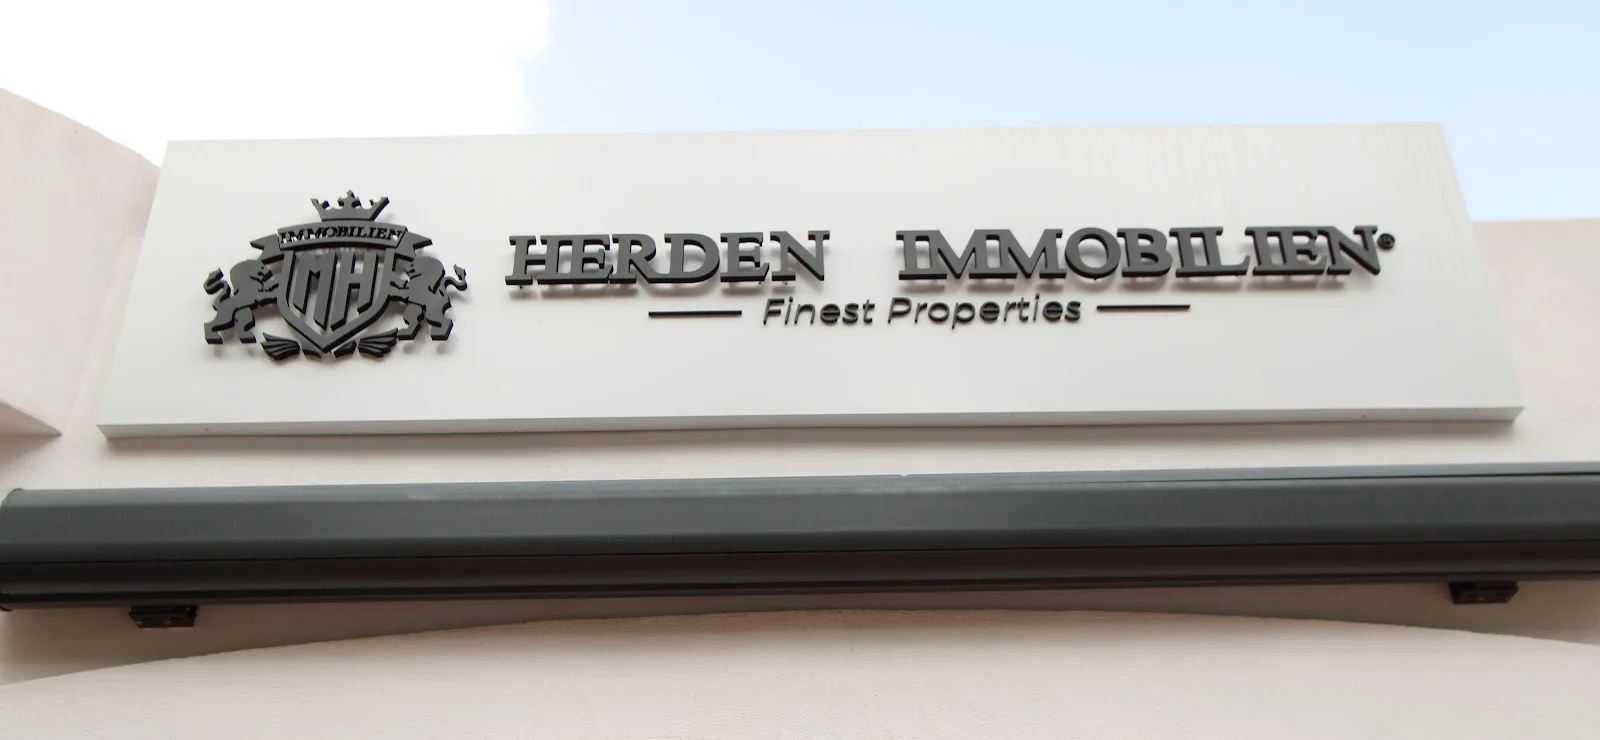 IMMOBILIEN
MH
HERDEN IMMOBILIEN®
Finest Properties